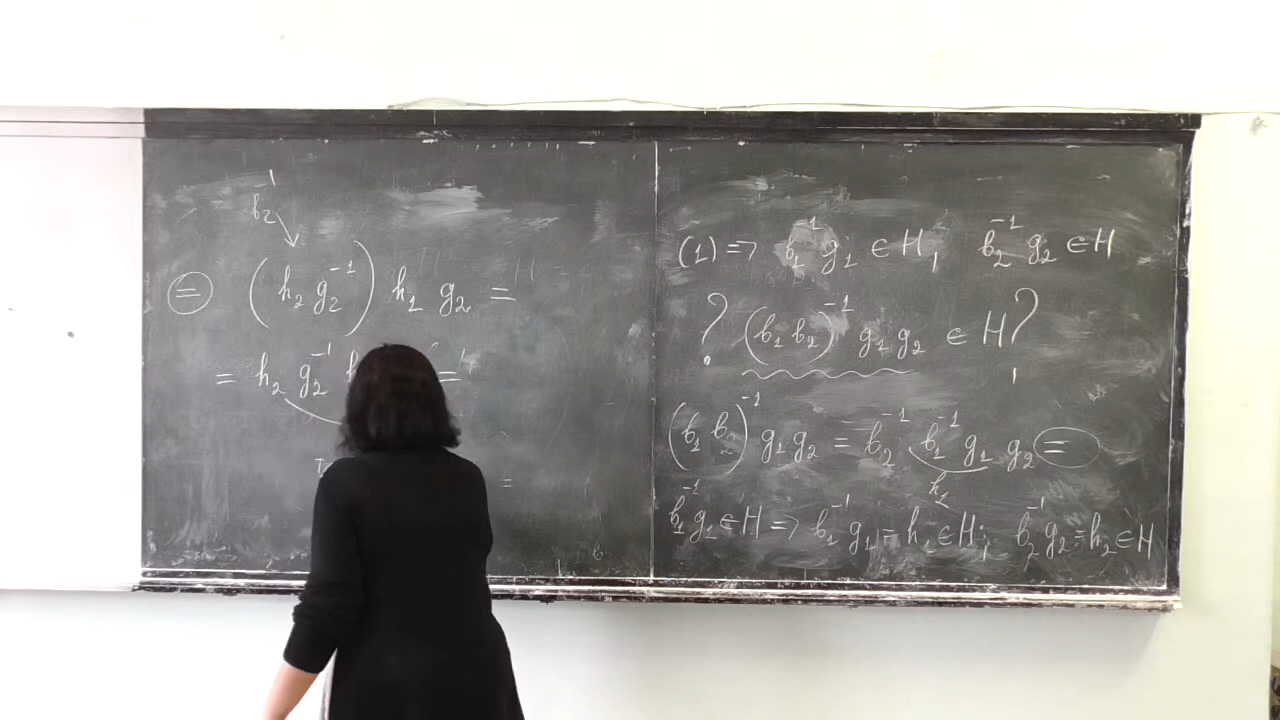 b₂⁻¹
= (h₂ g₂⁻¹) h₁ g₂ =
= h₂ g₂⁻¹ h =
(1) => b₁⁻¹ g₁ ∈ H, b₂⁻¹ g₂ ∈ H
? (b₁ b₂)⁻¹ g₁ g₂ ∈ H ?
(b₁ b₂)⁻¹ g₁ g₂ = b₂⁻¹ b₁⁻¹ g₁ g₂ =
h₁
b₁⁻¹ g₁ ∈ H => b₁⁻¹ g₁ = h₁ ∈ H; b₂⁻¹ g₂ = h₂ ∈ H